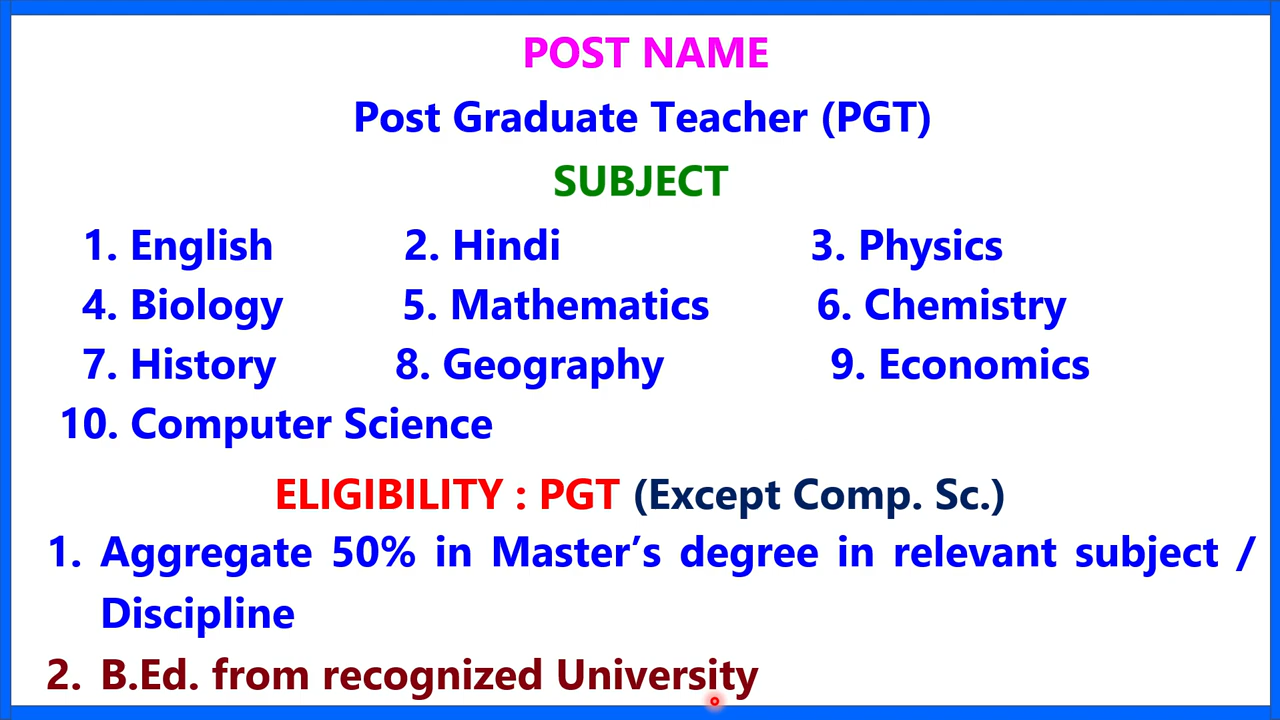 POST NAME
Post Graduate Teacher (PGT)
SUBJECT
1. English 2. Hindi 3. Physics
4. Biology 5. Mathematics 6. Chemistry
7. History 8. Geography 9. Economics
10. Computer Science
ELIGIBILITY : PGT (Except Comp. Sc.)
1. Aggregate 50% in Master’s degree in relevant subject /
Discipline
2. B.Ed. from recognized University